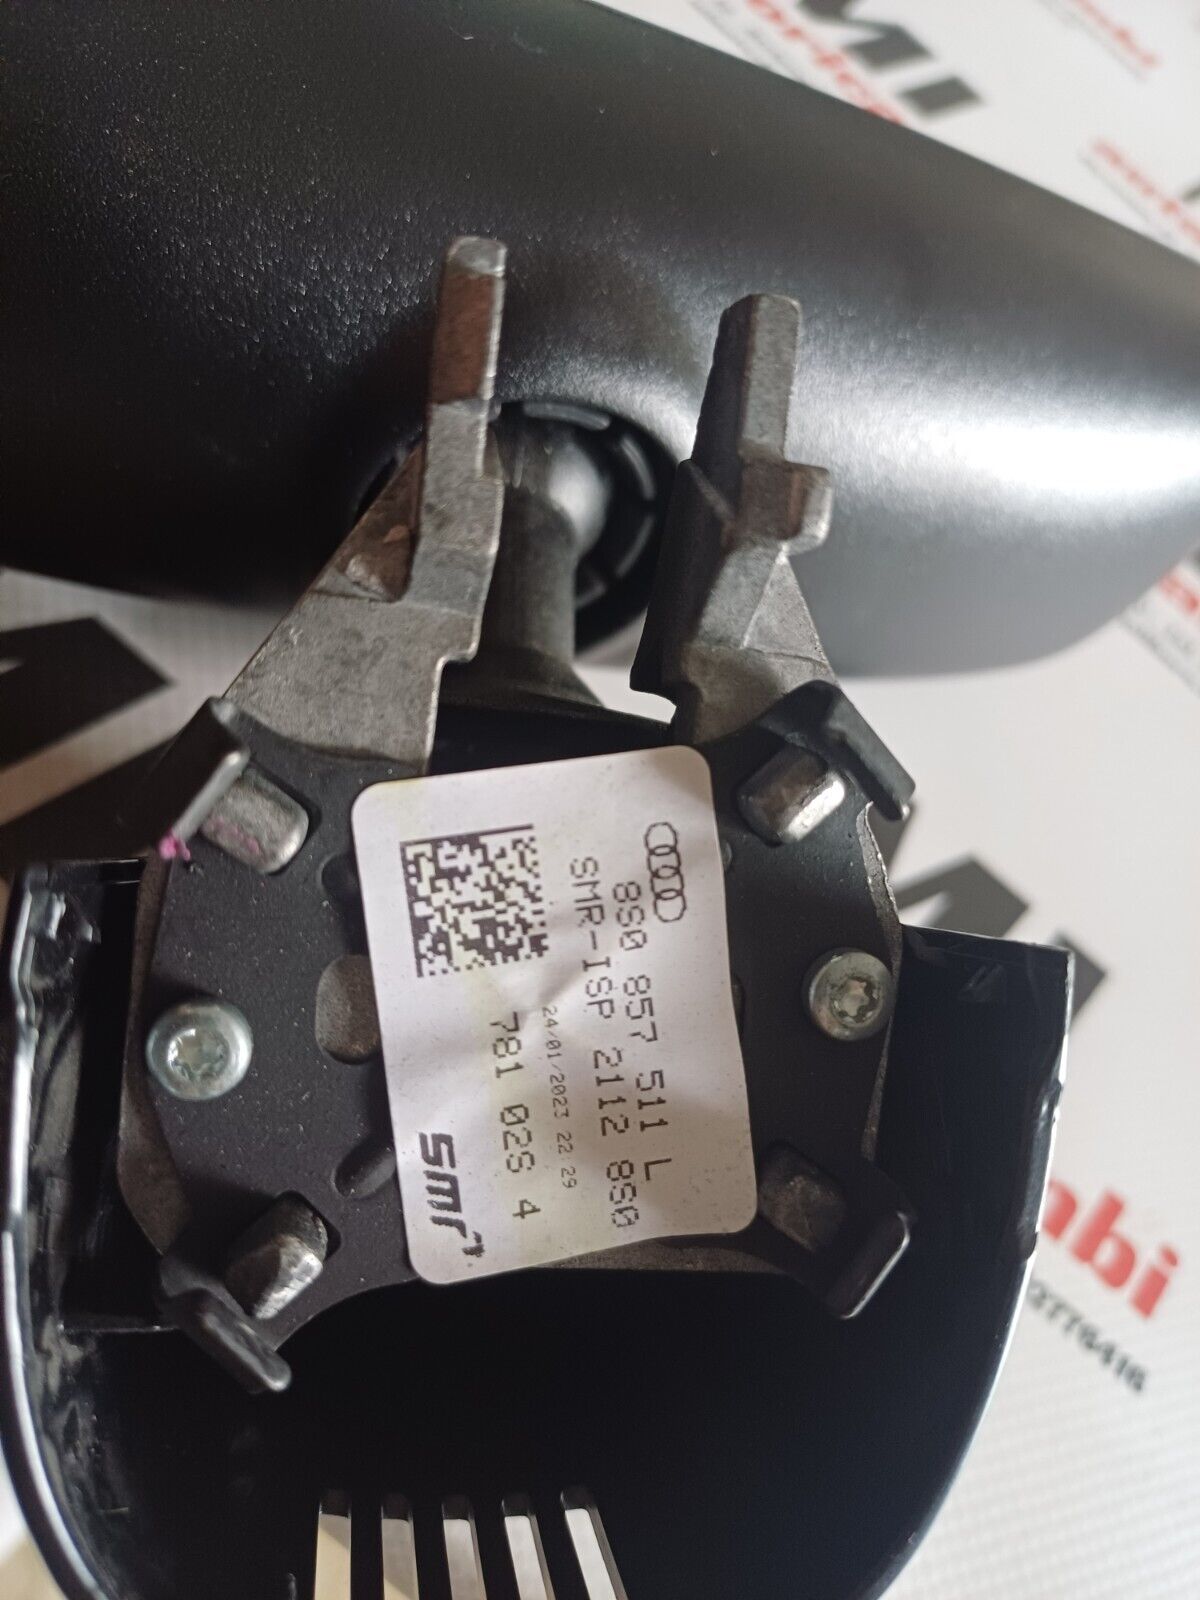 8S0 857 511 L
SMR-ISP 2112 8S0
24/01/2023 22:29
781 02S 4
smr